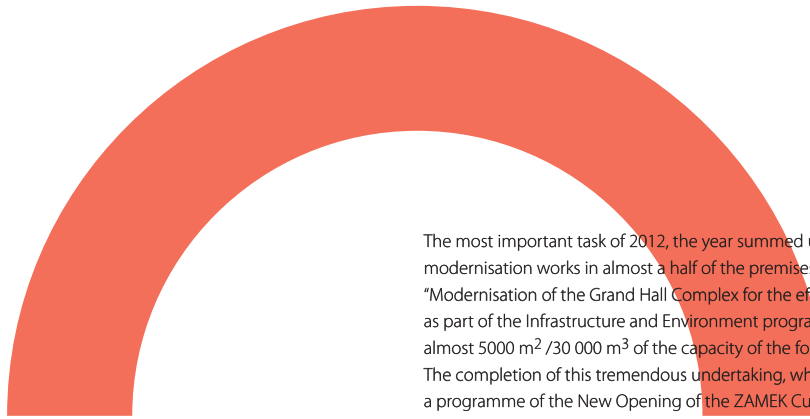 The most important task of 2012, the year summed
modernisation works in almost a half of the
“Modernisation of the Grand Hall Complex for the
as part of the Infrastructure and Environment
almost 5000 m² /30 000 m³ of the capacity of the
The completion of this tremendous undertaking,
a programme of the New Opening of the ZAMEK